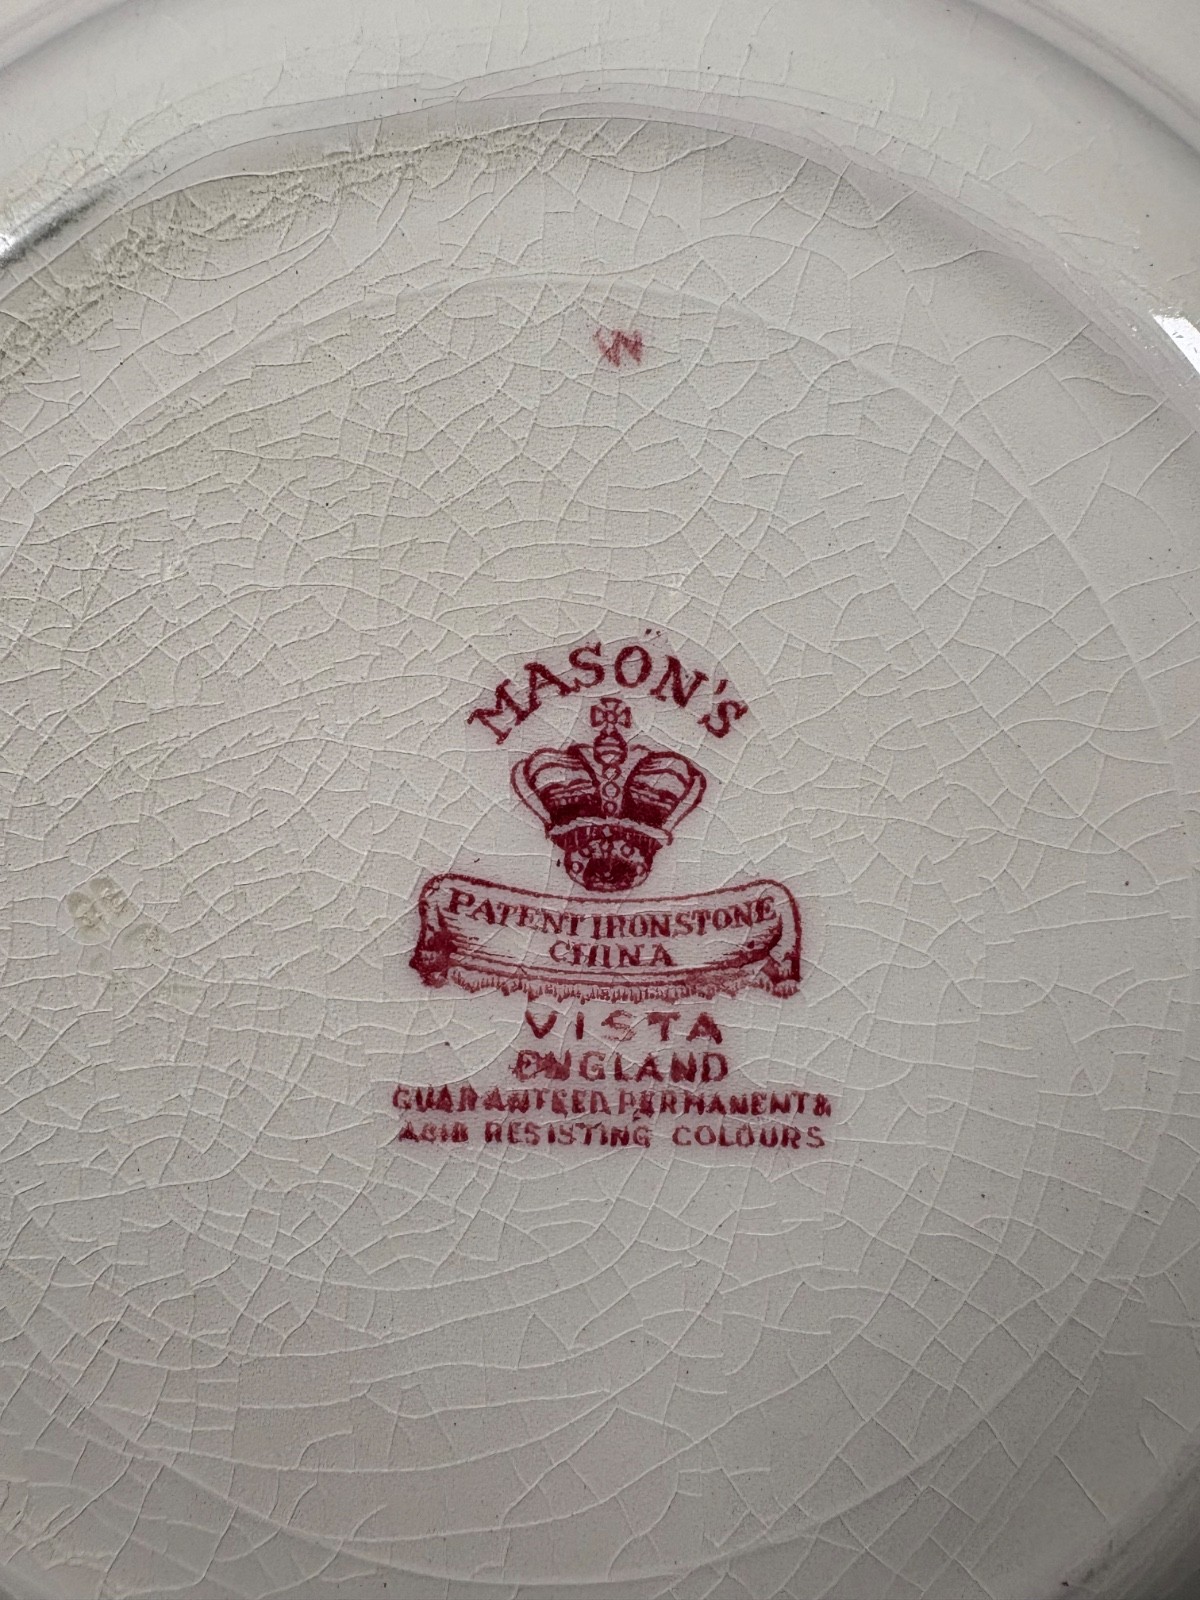 N
MASON'S
PATENT IRONSTONE
CHINA
VISTA
ENGLAND
GUARANTEED PERMANENT &
ACID RESISTING COLOURS